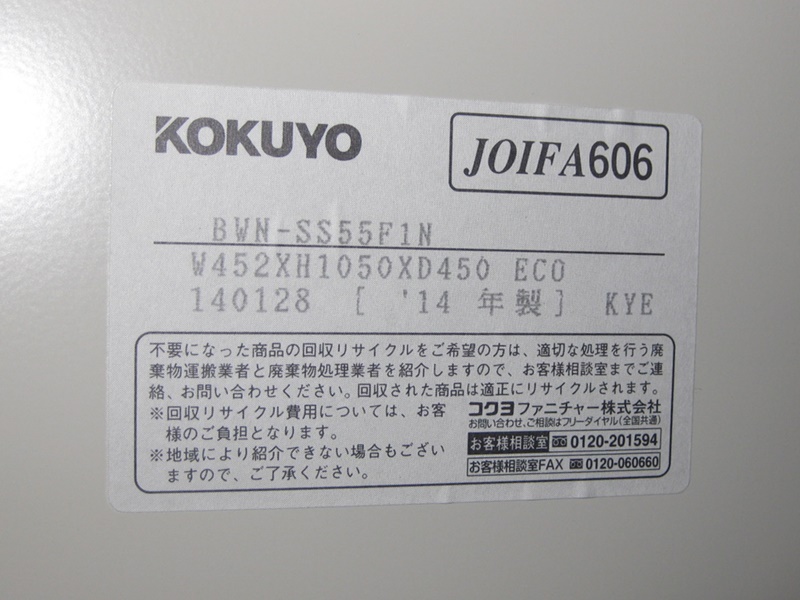 KOKUYO
JOIFA606
BWN-SS55F1N
W452XH1050XD450 ECO
140128 [ '14 年製] KYE
不要になった商品の回収リサイクルをご希望の方は、適切な処理を行う廃
棄物運搬業者と廃棄物処理業者を紹介しますので、お客様相談室までご連
絡、お問い合わせください。回収された商品は適正にリサイクルされます。
※回収リサイクル費用については、お客
様のご負担となります。
※地域により紹介できない場合もござい
ますので、ご了承ください。
コクヨファニチャー株式会社
お問い合わせ、ご相談はフリーダイヤル(全国共通)
お客様相談室 0120-201594
お客様相談室FAX 0120-060660